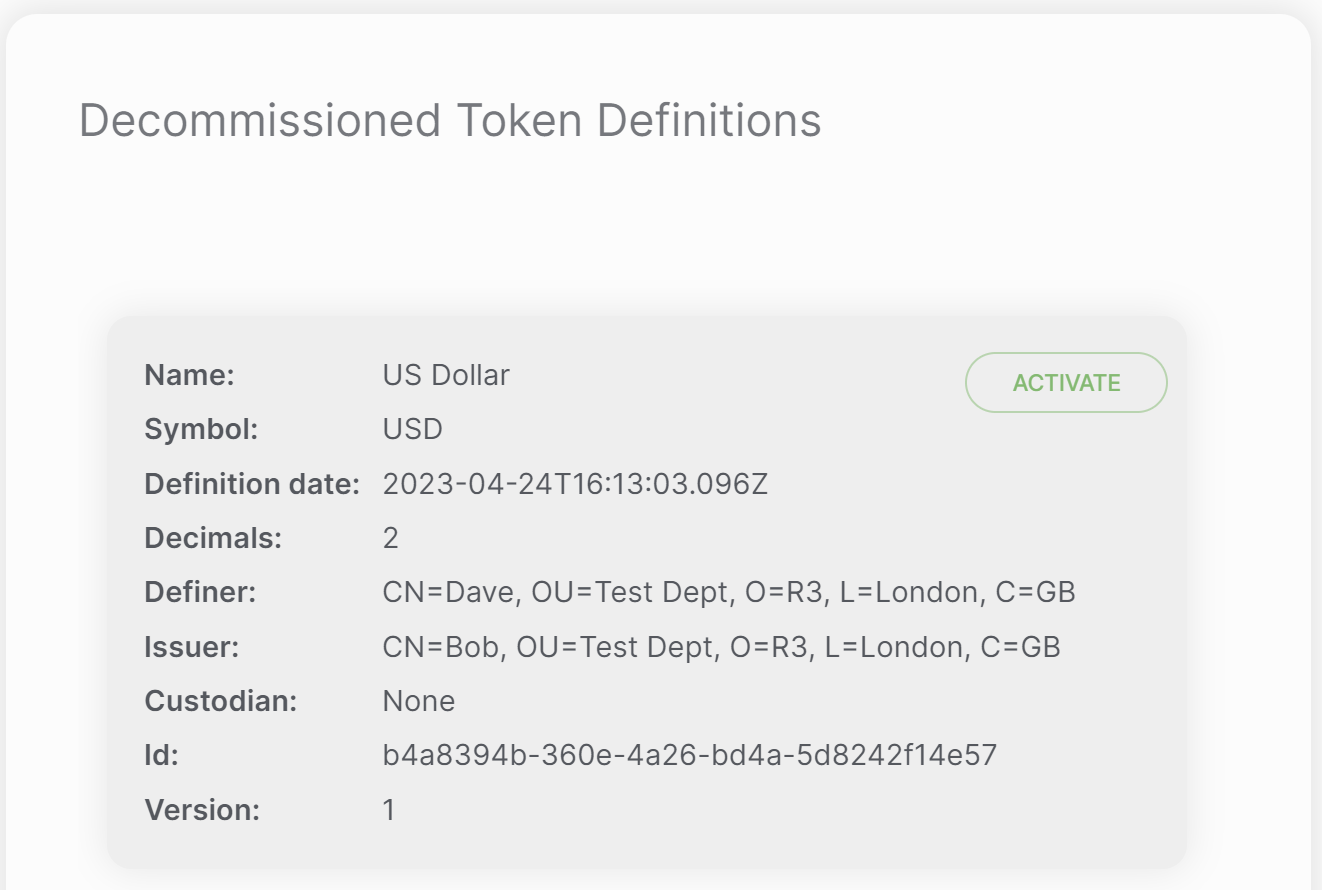 Decommissioned Token Definitions
Name: US Dollar
ACTIVATE
Symbol: USD
Definition date: 2023-04-24T16:13:03.096Z
Decimals: 2
Definer: CN=Dave, OU=Test Dept, O=R3, L=London, C=GB
Issuer: CN=Bob, OU=Test Dept, O=R3, L=London, C=GB
Custodian: None
Id: b4a8394b-360e-4a26-bd4a-5d8242f14e57
Version: 1